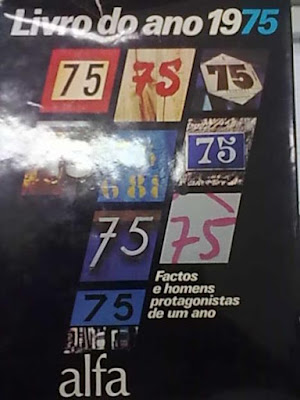 Livro do ano 1975
75
75
75
681
75
75
75
75
Factos
e homens
protagonistas
de um ano
alfa